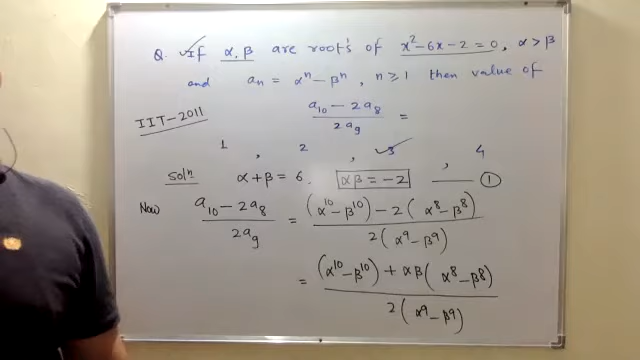 Q. If α, β are root's of x²-6x-2=0, α>β
and aₙ = αⁿ-βⁿ, n≥1 then value of
IIT-2011
(a₁₀ - 2a₈)/(2a₉) =
1, 2, 3, 4
Solⁿ α+β = 6. αβ = -2 ①
Now (a₁₀ - 2a₈)/(2a₉) = ((α¹⁰-β¹⁰) - 2(α⁸-β⁸))/(2(α⁹-β⁹))
= ((α¹⁰-β¹⁰) + αβ(α⁸-β⁸))/(2(α⁹-β⁹))